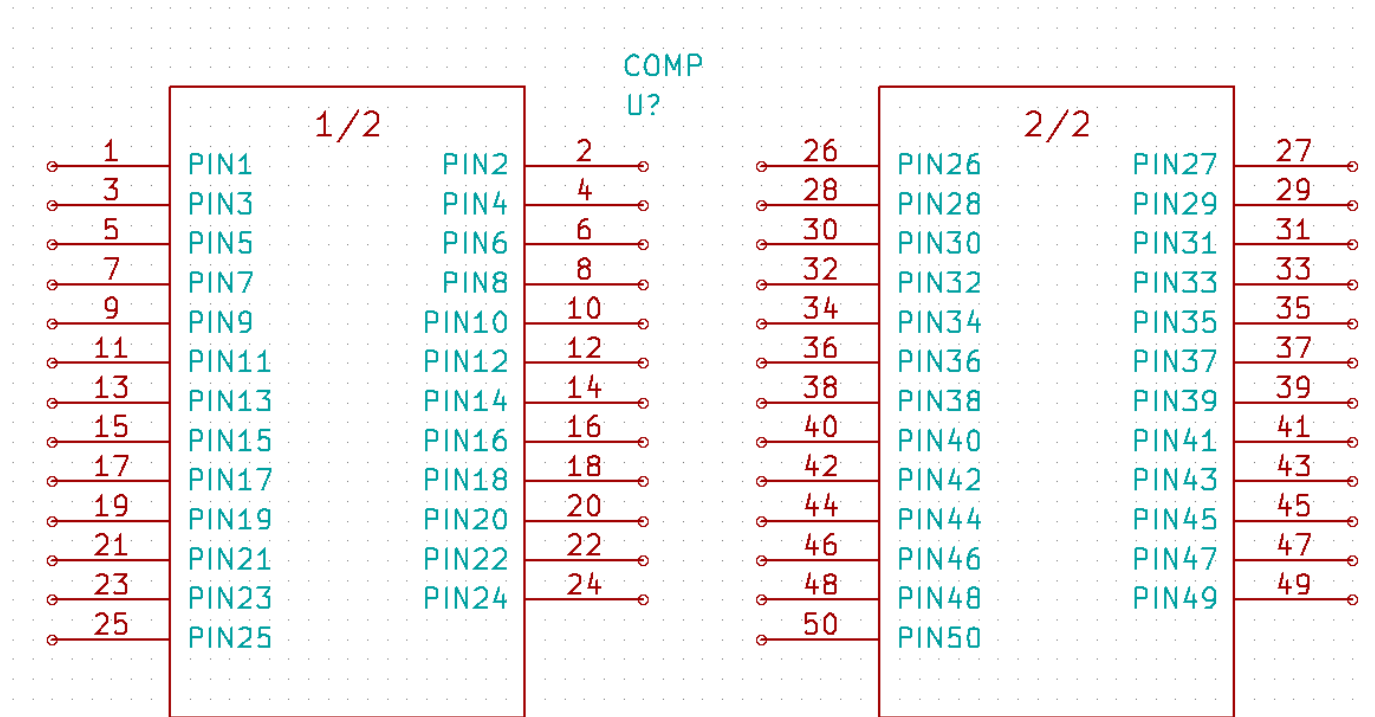 COMP
U?
1/2 2/2
1 PIN1 PIN2 2 26 PIN26 PIN27 27
3 PIN3 PIN4 4 28 PIN28 PIN29 29
5 PIN5 PIN6 6 30 PIN30 PIN31 31
7 PIN7 PIN8 8 32 PIN32 PIN33 33
9 PIN9 PIN10 10 34 PIN34 PIN35 35
11 PIN11 PIN12 12 36 PIN36 PIN37 37
13 PIN13 PIN14 14 38 PIN38 PIN39 39
15 PIN15 PIN16 16 40 PIN40 PIN41 41
17 PIN17 PIN18 18 42 PIN42 PIN43 43
19 PIN19 PIN20 20 44 PIN44 PIN45 45
21 PIN21 PIN22 22 46 PIN46 PIN47 47
23 PIN23 PIN24 24 48 PIN48 PIN49 49
25 PIN25 50 PIN50